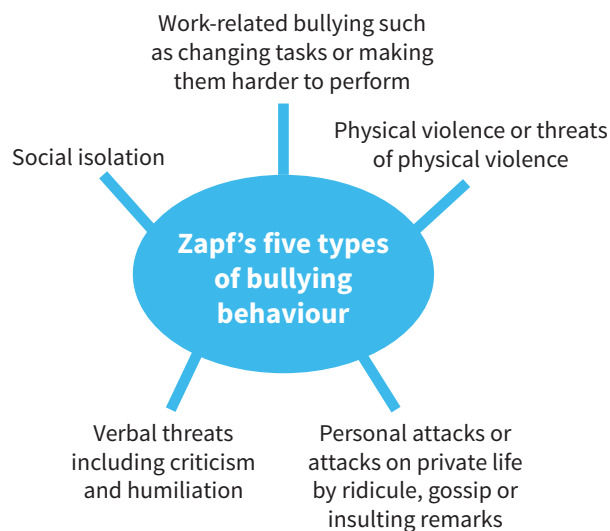 Work-related bullying such
as changing tasks or making
them harder to perform
Physical violence or threats
of physical violence
Social isolation
Zapf’s five types
of bullying
behaviour
Verbal threats
including criticism
and humiliation
Personal attacks or
attacks on private life
by ridicule, gossip or
insulting remarks